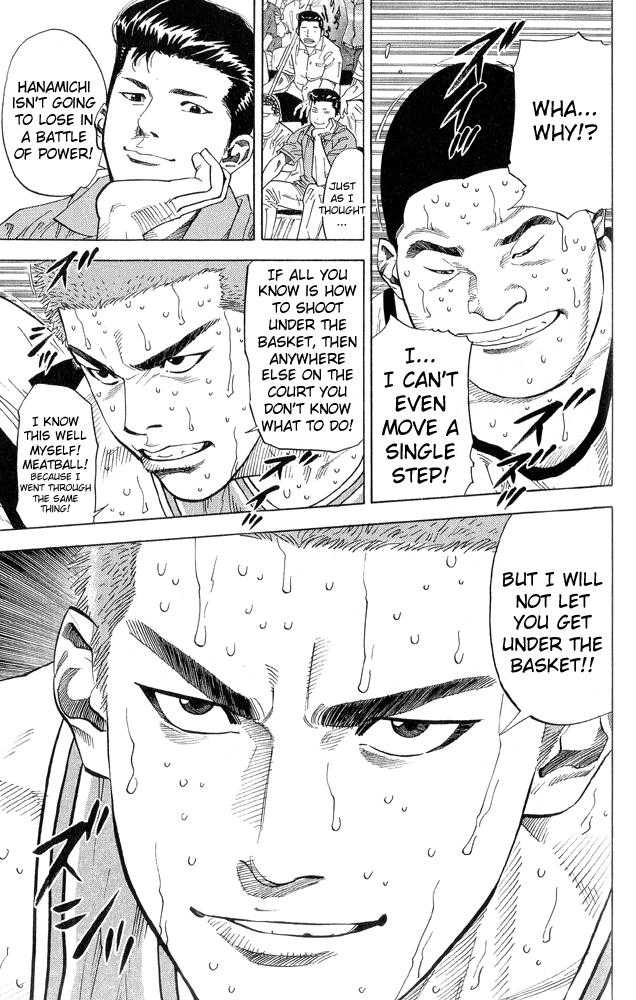 WHA...
WHY!?
I...
I CAN'T
EVEN
MOVE A
SINGLE
STEP!
JUST
AS I
THOUGHT
...
HANAMICHI
ISN'T GOING
TO LOSE IN
A BATTLE
OF POWER!
IF ALL YOU
KNOW IS HOW
TO SHOOT
UNDER THE
BASKET, THEN
ANYWHERE
ELSE ON THE
COURT YOU
DON'T KNOW
WHAT TO DO!
I KNOW
THIS WELL
MYSELF!
MEATBALL!
BECAUSE I
WENT THROUGH
THE SAME
THING!
BUT I WILL
NOT LET
YOU GET
UNDER THE
BASKET!!
ズズ